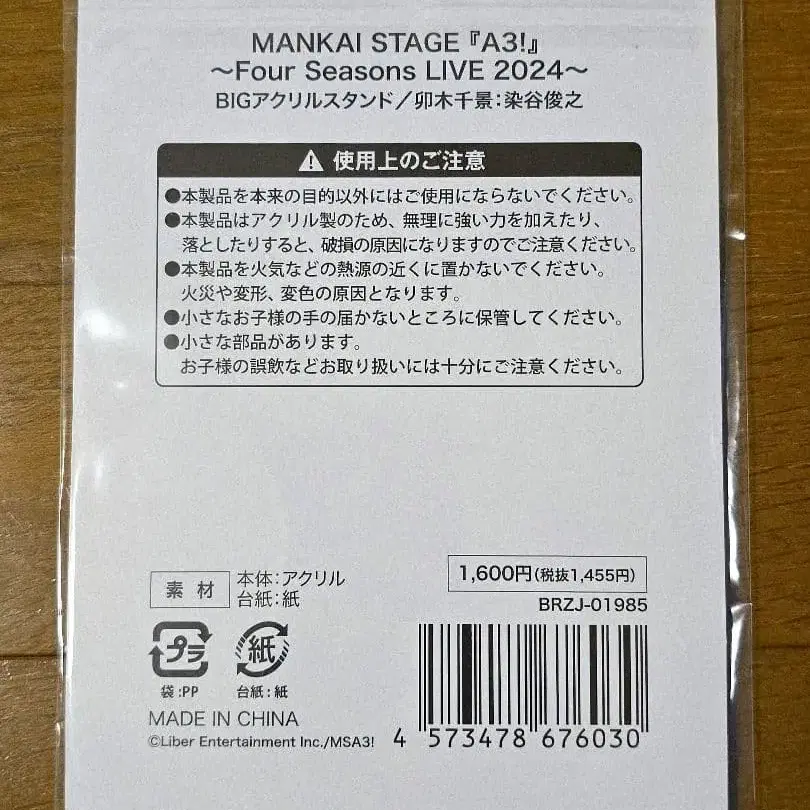 MANKAI STAGE『A3!』
～Four Seasons LIVE 2024～
BIGアクリルスタンド／卯木千景：染谷俊之
使用上のご注意
●本製品を本来の目的以外にはご使用にならないでください。
●本製品はアクリル製のため、無理に強い力を加えたり、
落としたりすると、破損の原因になりますのでご注意ください。
●本製品を火気などの熱源の近くに置かないでください。
火災や変形、変色の原因となります。
●小さなお子様の手の届かないところに保管してください。
●小さな部品があります。
お子様の誤飲などお取り扱いには十分にご注意ください。
素材
本体：アクリル
台紙：紙
1,600円（税抜1,455円）
BRZJ-01985
プラ
紙
袋：PP
台紙：紙
MADE IN CHINA
©Liber Entertainment Inc./MSA3!
4 573478 676030